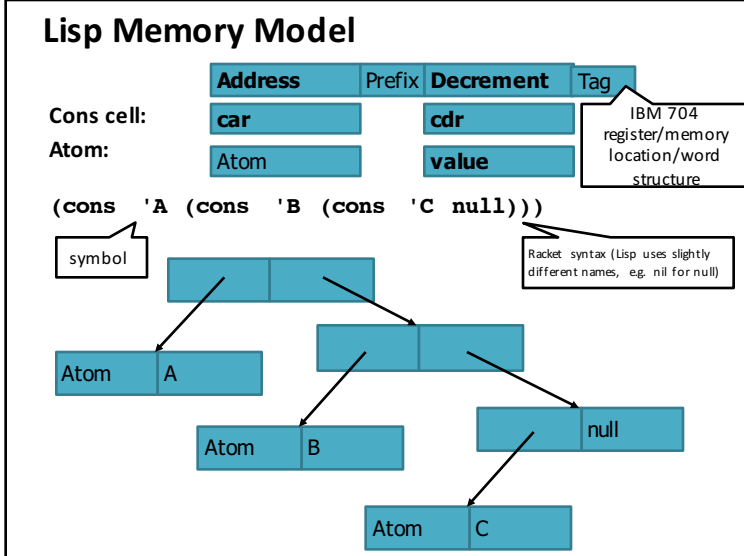 Lisp Memory Model
Address Prefix Decrement Tag
Cons cell: car cdr
Atom: Atom value
IBM 704
register/memory
location/word
structure
(cons 'A (cons 'B (cons 'C null)))
symbol
Racket syntax (Lisp uses slightly
different names, e.g. nil for null)
Atom A
Atom B
null
Atom C